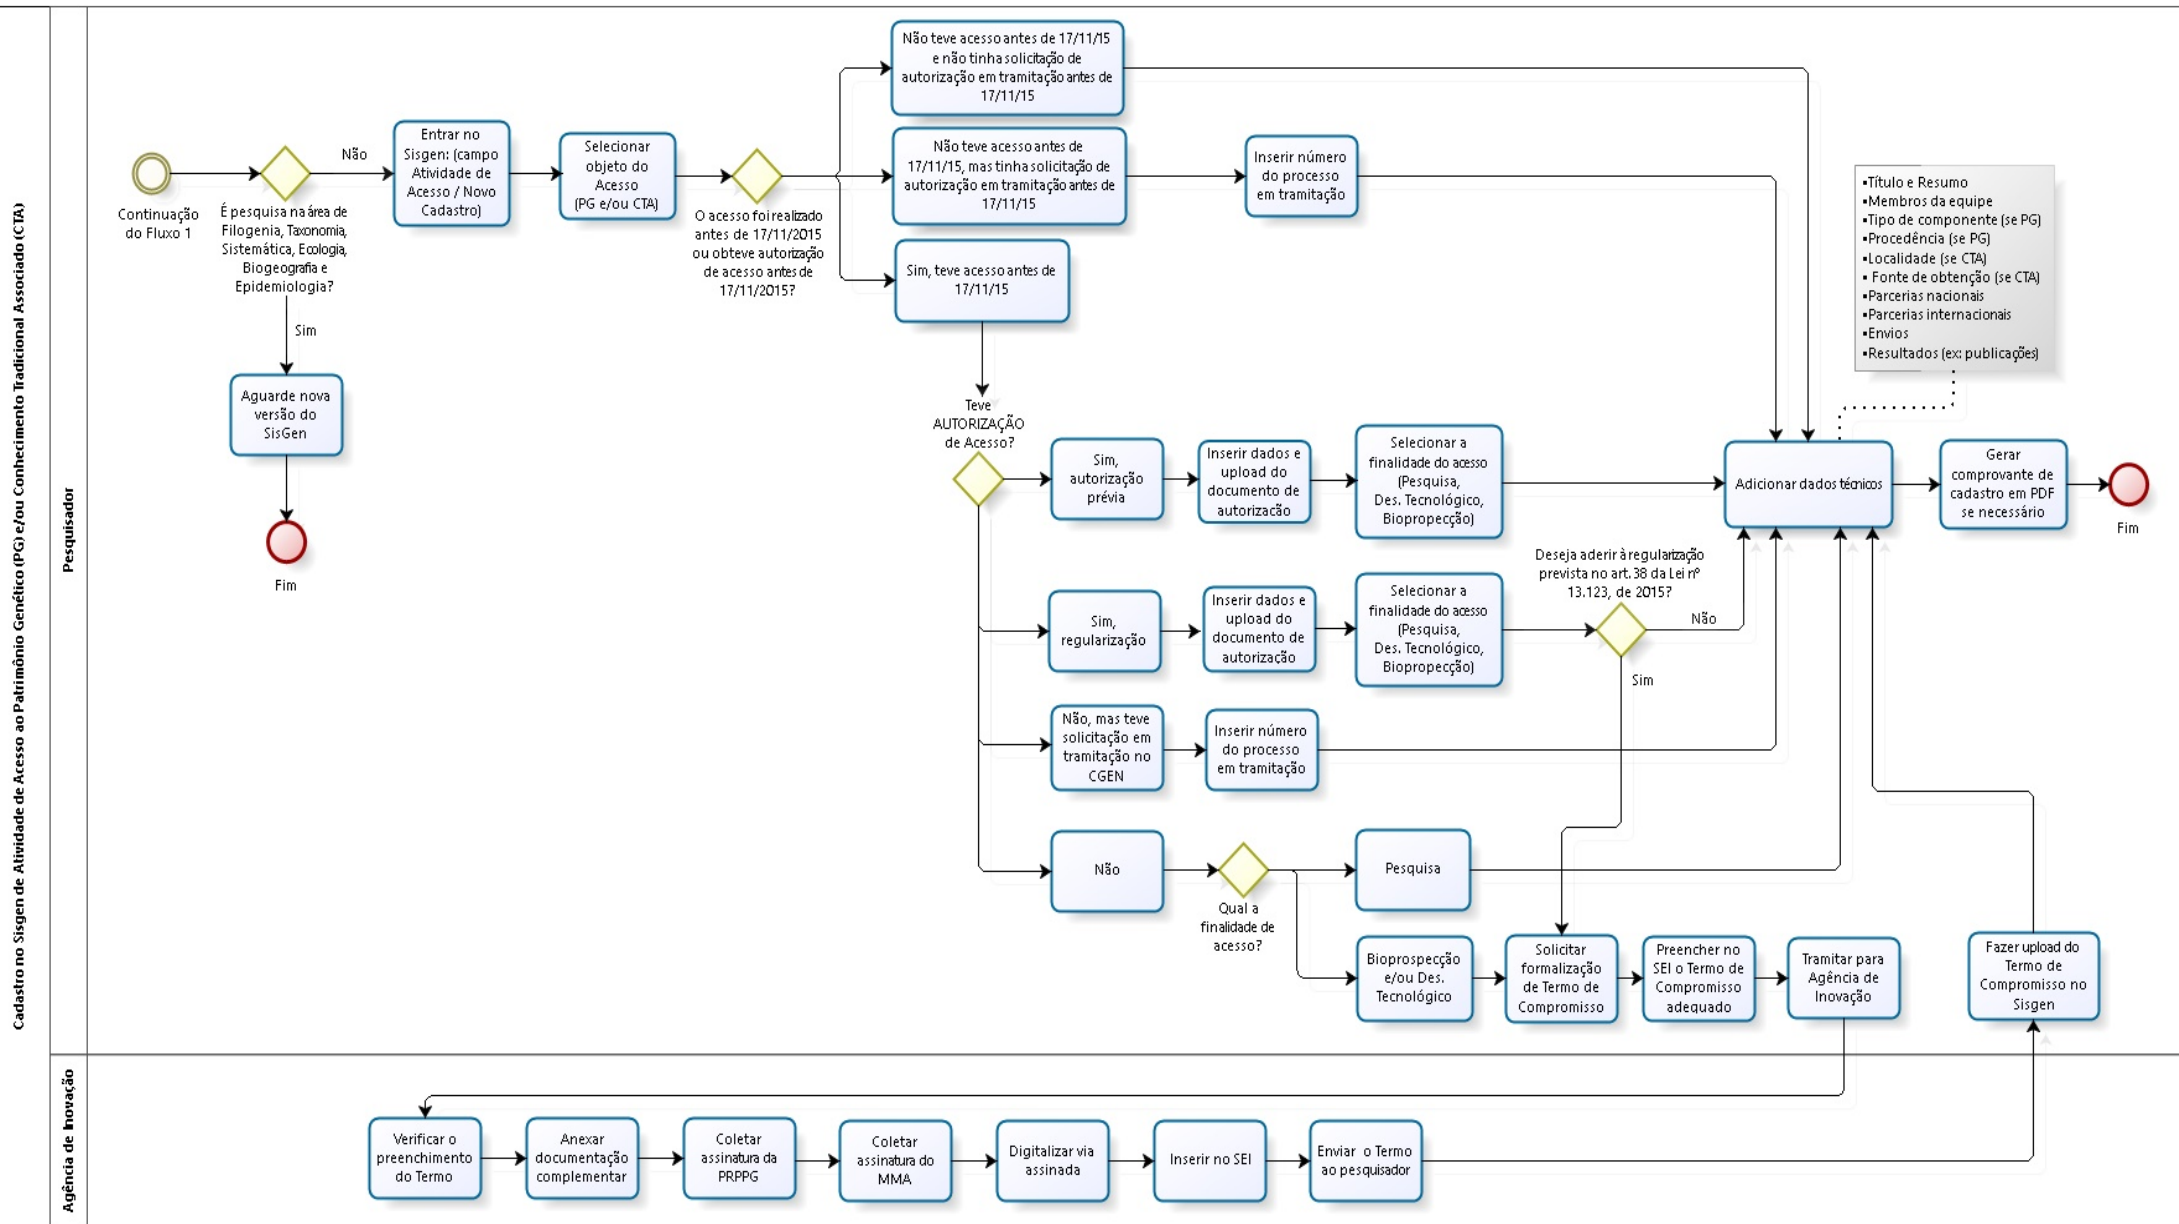 Cadastro no Sisgen de Atividade de Acesso ao Patrimônio Genético (PG) e/ou Conhecimento Tradicional Associado (CTA)
Pesquisador
Continuação
do Fluxo 1
É pesquisa na área de
Filogenia, Taxonomia,
Sistemática, Ecologia,
Biogeografia e
Epidemiologia?
Não
Sim
Aguarde nova
versão do
SisGen
Fim
Entrar no
Sisgen: (campo
Atividade de
Acesso / Novo
Cadastro)
Selecionar
objeto do
Acesso
(PG e/ou CTA)
O acesso foi realizado
antes de 17/11/2015
ou obteve autorização
de acesso antes de
17/11/2015?
Não teve acesso antes de 17/11/15
e não tinha solicitação de
autorização em tramitação antes de
17/11/15
Não teve acesso antes de
17/11/15, mas tinha solicitação de
autorização em tramitação antes de
17/11/15
Inserir número
do processo
em tramitação
Sim, teve acesso antes de
17/11/15
Teve
AUTORIZAÇÃO
de Acesso?
Sim,
autorização
prévia
Inserir dados e
upload do
documento de
autorizacão
Selecionar a
finalidade do acesso
(Pesquisa,
Des. Tecnológico,
Biopropecção)
Sim,
regularização
Inserir dados e
upload do
documento de
autorização
Selecionar a
finalidade do acesso
(Pesquisa,
Des. Tecnológico,
Biopropecção)
Deseja aderir à regularização
prevista no art. 38 da Lei nº
13.123, de 2015?
Não
Sim
Não, mas teve
solicitação em
tramitação no
CGEN
Inserir número
do processo
em tramitação
Não
Qual a
finalidade de
acesso?
Pesquisa
Bioprospecção
e/ou Des.
Tecnológico
Solicitar
formalização
de Termo de
Compromisso
Preencher no
SEI o Termo de
Compromisso
adequado
Tramitar para
Agência de
Inovação
Fazer upload do
Termo de
Compromisso no
Sisgen
▪Título e Resumo
▪Membros da equipe
▪Tipo de componente (se PG)
▪Procedência (se PG)
▪Localidade (se CTA)
▪ Fonte de obtenção (se CTA)
▪Parcerias nacionais
▪Parcerias internacionais
▪Envios
▪Resultados (ex: publicações)
Adicionar dados técnicos
Gerar
comprovante de
cadastro em PDF
se necessário
Fim
Agência de Inovação
Verificar o
preenchimento
do Termo
Anexar
documentação
complementar
Coletar
assinatura da
PRPPG
Coletar
assinatura do
MMA
Digitalizar via
assinada
Inserir no SEI
Enviar o Termo
ao pesquisador